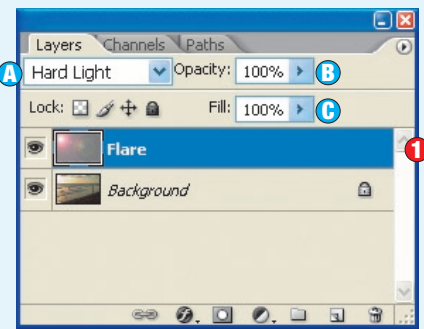 Layers Channels Paths
A Hard Light Opacity: 100% B
Lock: Fill: 100% C
Flare 1
Background